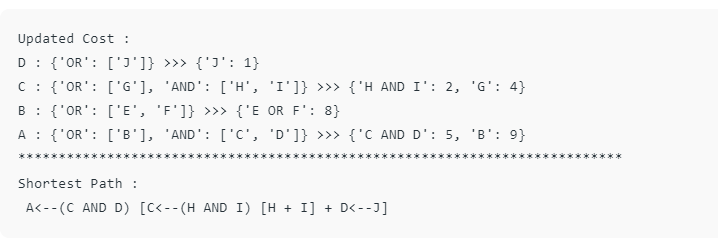 Updated Cost :
D : {'OR': ['J']} >>> {'J': 1}
C : {'OR': ['G'], 'AND': ['H', 'I']} >>> {'H AND I': 2, 'G': 4}
B : {'OR': ['E', 'F']} >>> {'E OR F': 8}
A : {'OR': ['B'], 'AND': ['C', 'D']} >>> {'C AND D': 5, 'B': 9}
***************************************************************************
Shortest Path :
A<--(C AND D) [C<--(H AND I) [H + I] + D<--J]